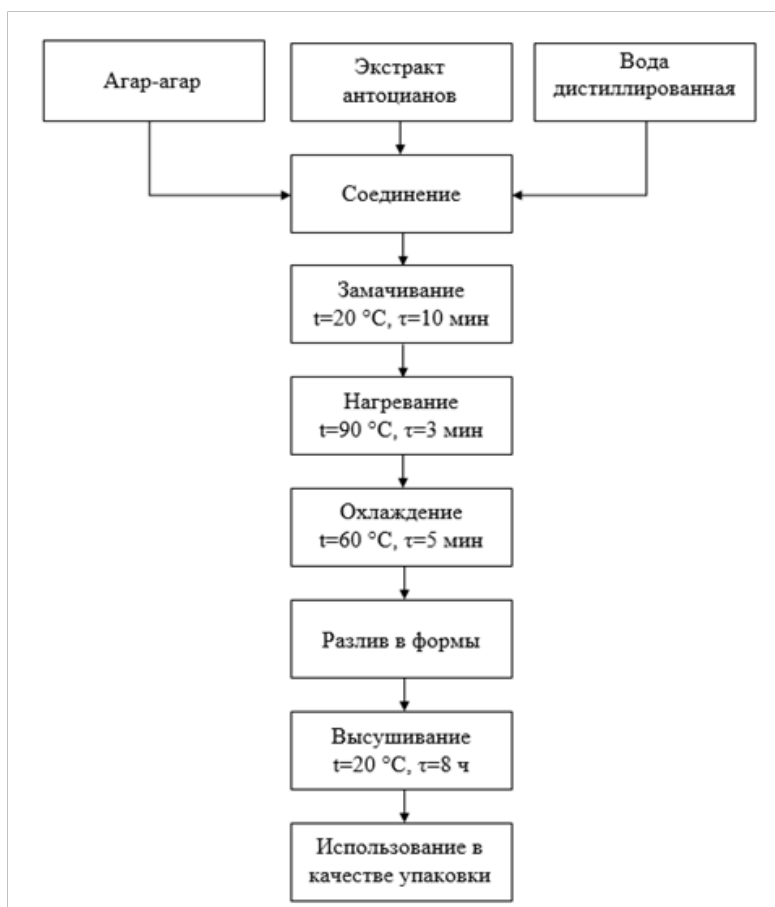 Агар-агар
Экстракт
антоцианов
Вода
дистиллированная
Соединение
Замачивание
t=20 °C, τ=10 мин
Нагревание
t=90 °C, τ=3 мин
Охлаждение
t=60 °C, τ=5 мин
Разлив в формы
Высушивание
t=20 °C, τ=8 ч
Использование в
качестве упаковки